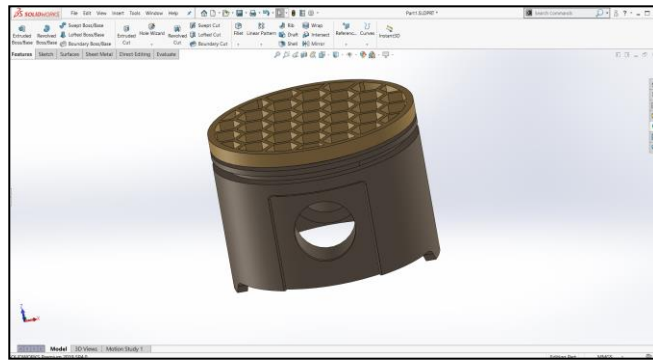 SOLIDWORKS File Edit View Insert Tools Window Help Part1.SLDPRT * Search Commands
Extruded Boss/Base
Revolved Boss/Base
Swept Boss/Base
Lofted Boss/Base
Boundary Boss/Base
Extruded Cut
Hole Wizard
Revolved Cut
Swept Cut
Lofted Cut
Boundary Cut
Fillet
Linear Pattern
Rib
Draft
Shell
Wrap
Intersect
Mirror
Curves
Instant3D
Features Sketch Surfaces Sheet Metal Direct Editing Evaluate
Model 3D Views Motion Study 1
Editing Part MMGS